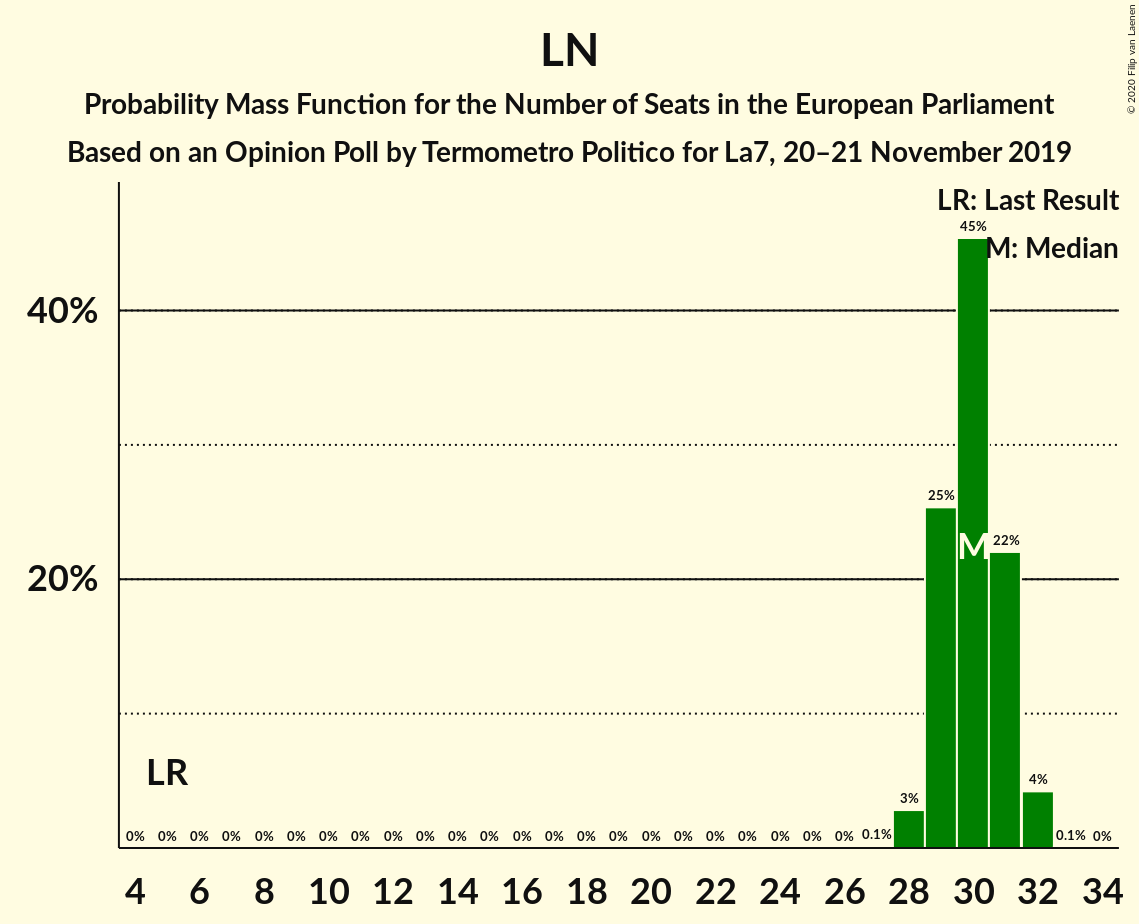 LN
Probability Mass Function for the Number of Seats in the European Parliament
Based on an Opinion Poll by Termometro Politico for La7, 20–21 November 2019
© 2020 Filip van Laenen
LR: Last Result
M: Median
45%
40%
25%
22%
M
20%
LR
4%
3%
0% 0% 0% 0% 0% 0% 0% 0% 0% 0% 0% 0% 0% 0% 0% 0% 0% 0% 0% 0% 0% 0% 0% 0.1% 0.1% 0%
4 6 8 10 12 14 16 18 20 22 24 26 28 30 32 34